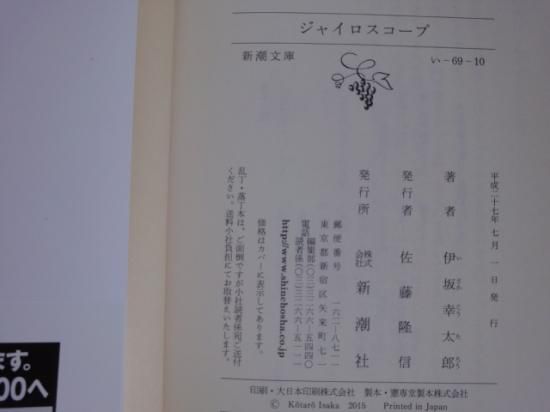 ジャイロスコープ
新潮文庫
い-69-10
平成二十七年七月一日発行
著者 伊坂幸太郎
発行者 佐藤隆信
発行所 株式会社 新潮社
郵便番号 一六二-八七一一
東京都新宿区矢来町七一
電話 編集部(〇三)三二六六-五四四〇
読者係(〇三)三二六六-五一一一
http://www.shinchosha.co.jp
価格はカバーに表示してあります。
乱丁・落丁本は、ご面倒ですが小社読者係宛ご送付
ください。送料小社負担にてお取替えいたします。
印刷・大日本印刷株式会社 製本・憲専堂製本株式会社
© Kôtarô Isaka 2015 Printed in Japan
ます。
00へ